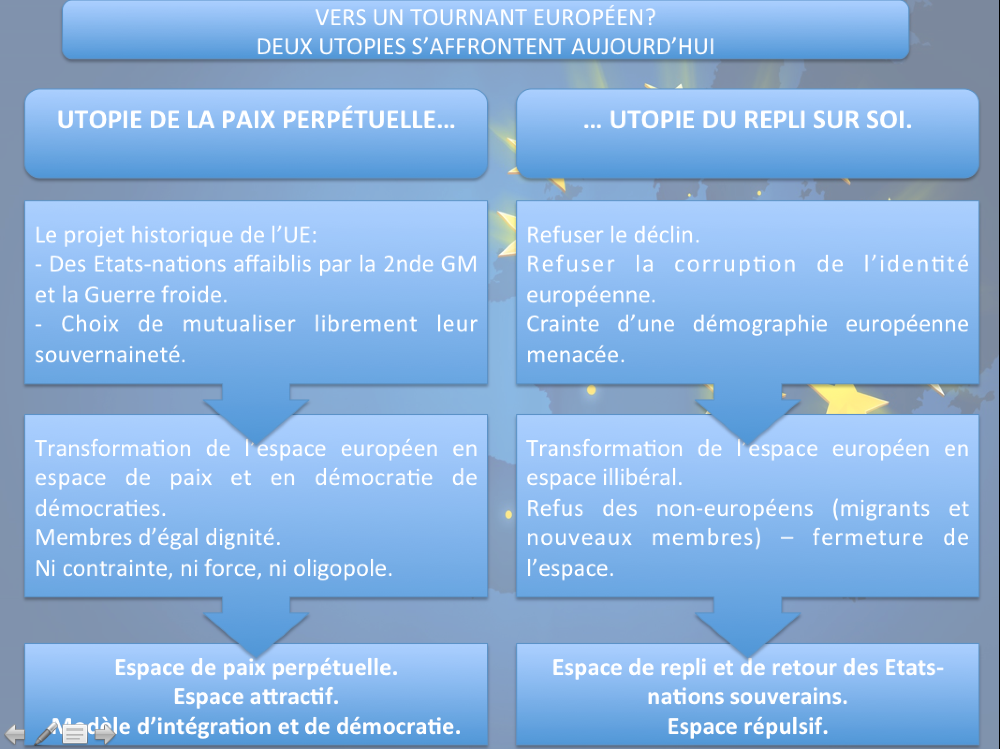 VERS UN TOURNANT EUROPÉEN?
DEUX UTOPIES S’AFFRONTENT AUJOURD’HUI
UTOPIE DE LA PAIX PERPÉTUELLE…
Le projet historique de l’UE:
- Des Etats-nations affaiblis par la 2nde GM
et la Guerre froide.
- Choix de mutualiser librement leur
souvernaineté.
Transformation de l’espace européen en
espace de paix et en démocratie de
démocraties.
Membres d’égal dignité.
Ni contrainte, ni force, ni oligopole.
Espace de paix perpétuelle.
Espace attractif.
Modèle d’intégration et de démocratie.
… UTOPIE DU REPLI SUR SOI.
Refuser le déclin.
Refuser la corruption de l’identité
européenne.
Crainte d’une démographie européenne
menacée.
Transformation de l’espace européen en
espace illibéral.
Refus des non-européens (migrants et
nouveaux membres) – fermeture de
l’espace.
Espace de repli et de retour des Etats-
nations souverains.
Espace répulsif.